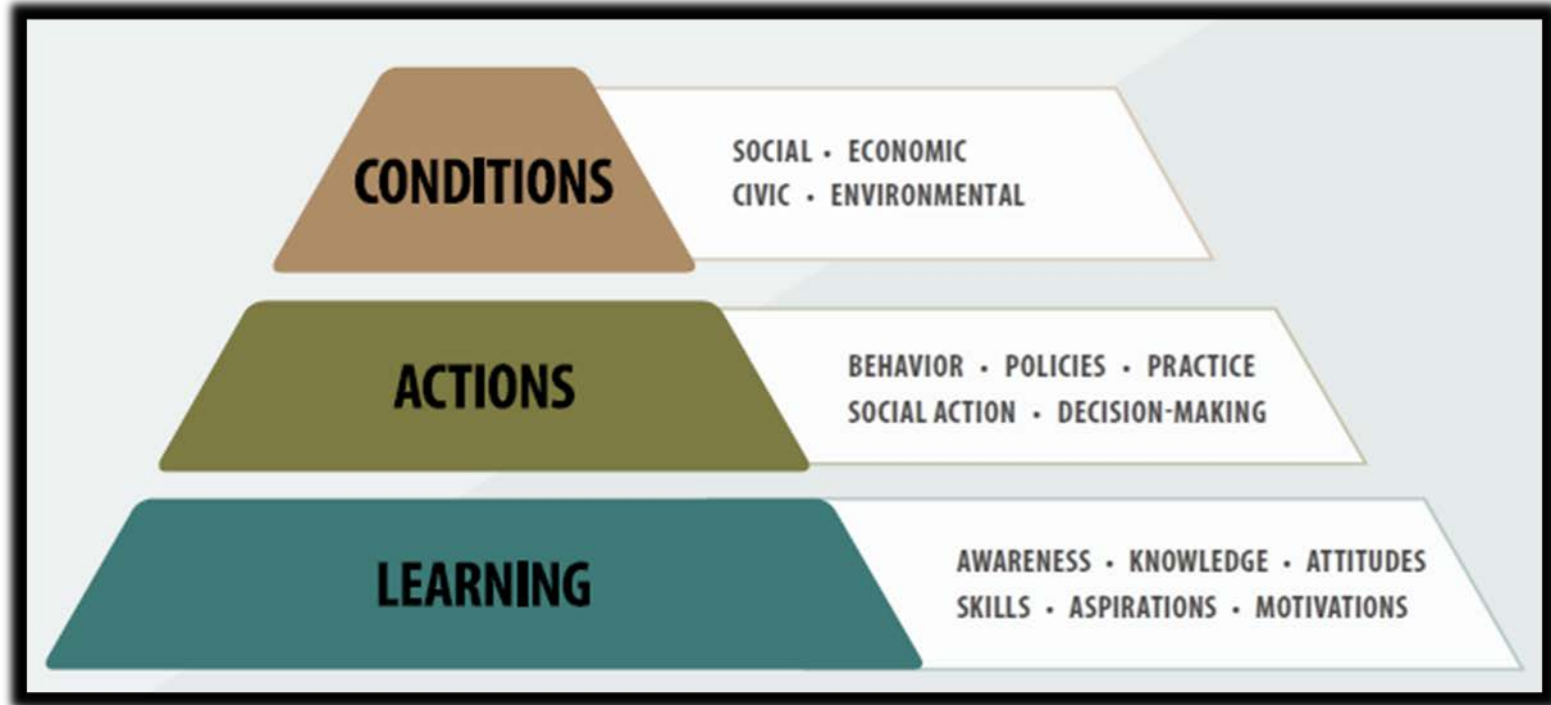 CONDITIONS
SOCIAL • ECONOMIC
CIVIC • ENVIRONMENTAL
ACTIONS
BEHAVIOR • POLICIES • PRACTICE
SOCIAL ACTION • DECISION-MAKING
LEARNING
AWARENESS • KNOWLEDGE • ATTITUDES
SKILLS • ASPIRATIONS • MOTIVATIONS